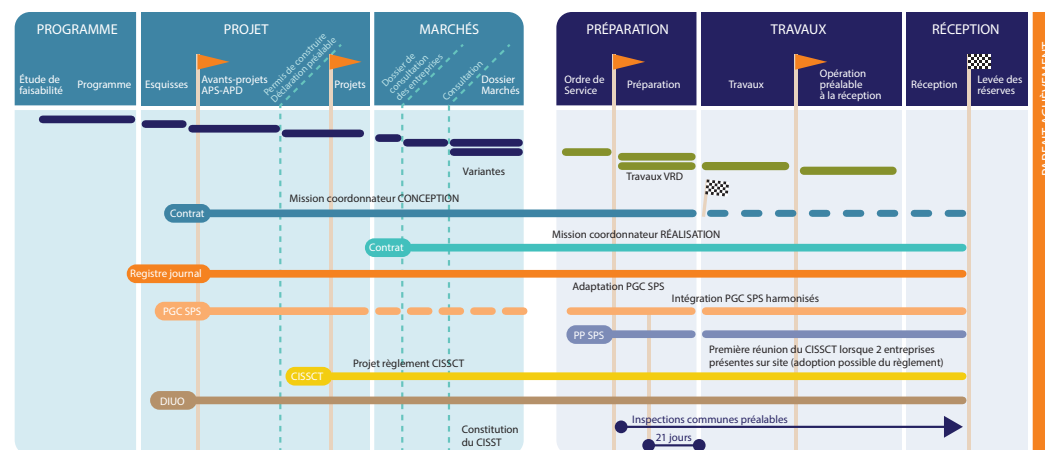 PROGRAMME
PROJET
MARCHÉS
PRÉPARATION
TRAVAUX
RÉCEPTION
Étude de
faisabilité
Programme
Esquisses
Avants-projets
APS-APD
Permis de construire
Déclaration préalable
Projets
Dossier de
consultation
des entreprises
Consultation
Dossier
Marchés
Ordre de
Service
Préparation
Travaux
Opération
préalable
à la réception
Réception
Levée des
réserves
PARFAIT ACHÈVEMENT
Variantes
Travaux VRD
Mission coordonnateur CONCEPTION
Contrat
Mission coordonnateur RÉALISATION
Contrat
Registre journal
Adaptation PGC SPS
Intégration PGC SPS harmonisés
PGC SPS
PP SPS
Première réunion du CISSCT lorsque 2 entreprises
présentes sur site (adoption possible du règlement)
Projet règlement CISSCT
CISSCT
DIUO
Inspections communes préalables
Constitution
du CISST
21 jours